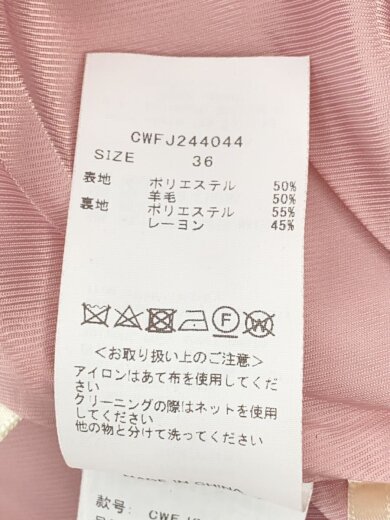 CWFJ244044
SIZE 36
表地 ポリエステル 50%
羊毛 50%
裏地 ポリエステル 55%
レーヨン 45%
<お取り扱い上のご注意>
アイロンはあて布を使用してくだ
さい
クリーニングの際はネットを使用
してください
他の物と分けて洗ってください
MADE IN CHINA
款号: